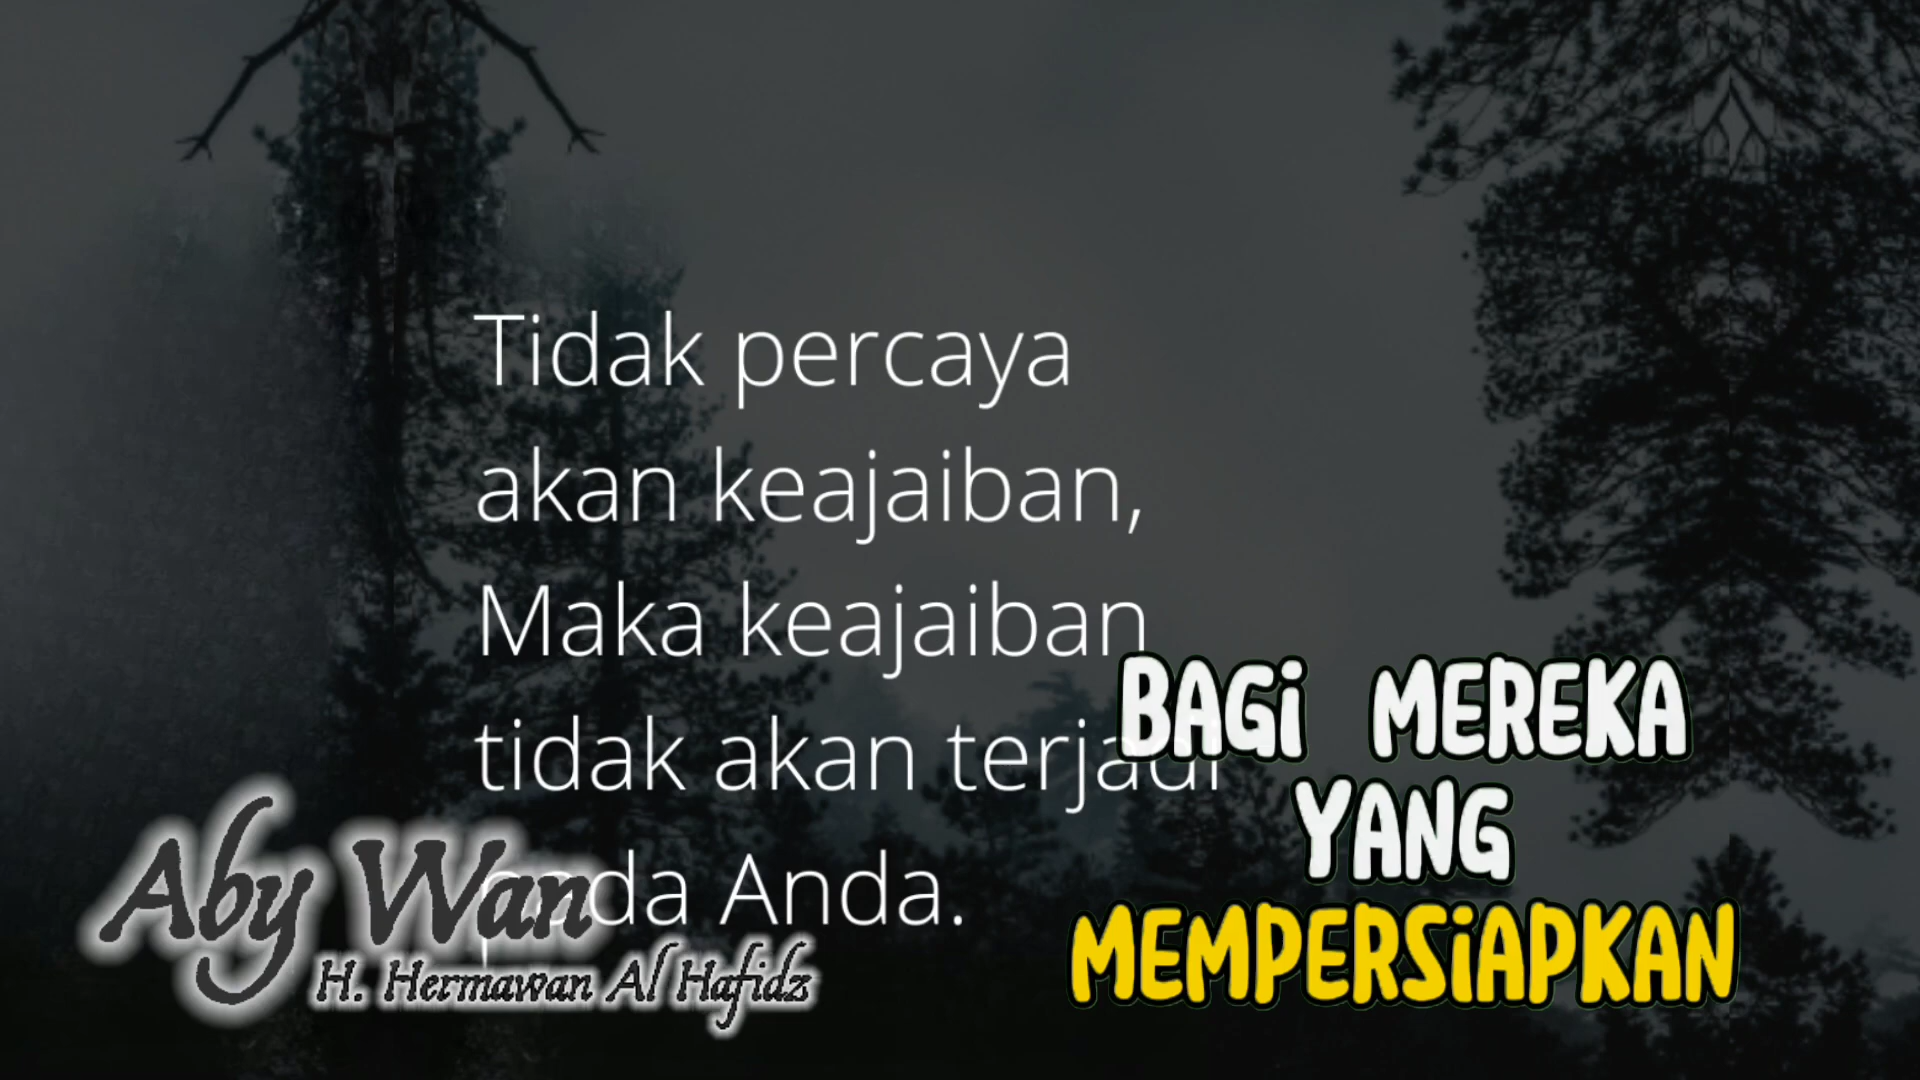 Tidak percaya
akan keajaiban,
Maka keajaiban
tidak akan terjadi
pada Anda.
BAGi MEREKA
YANG
MEMPERSiAPKAN
Aby Wan
H. Hermawan Al Hafidz